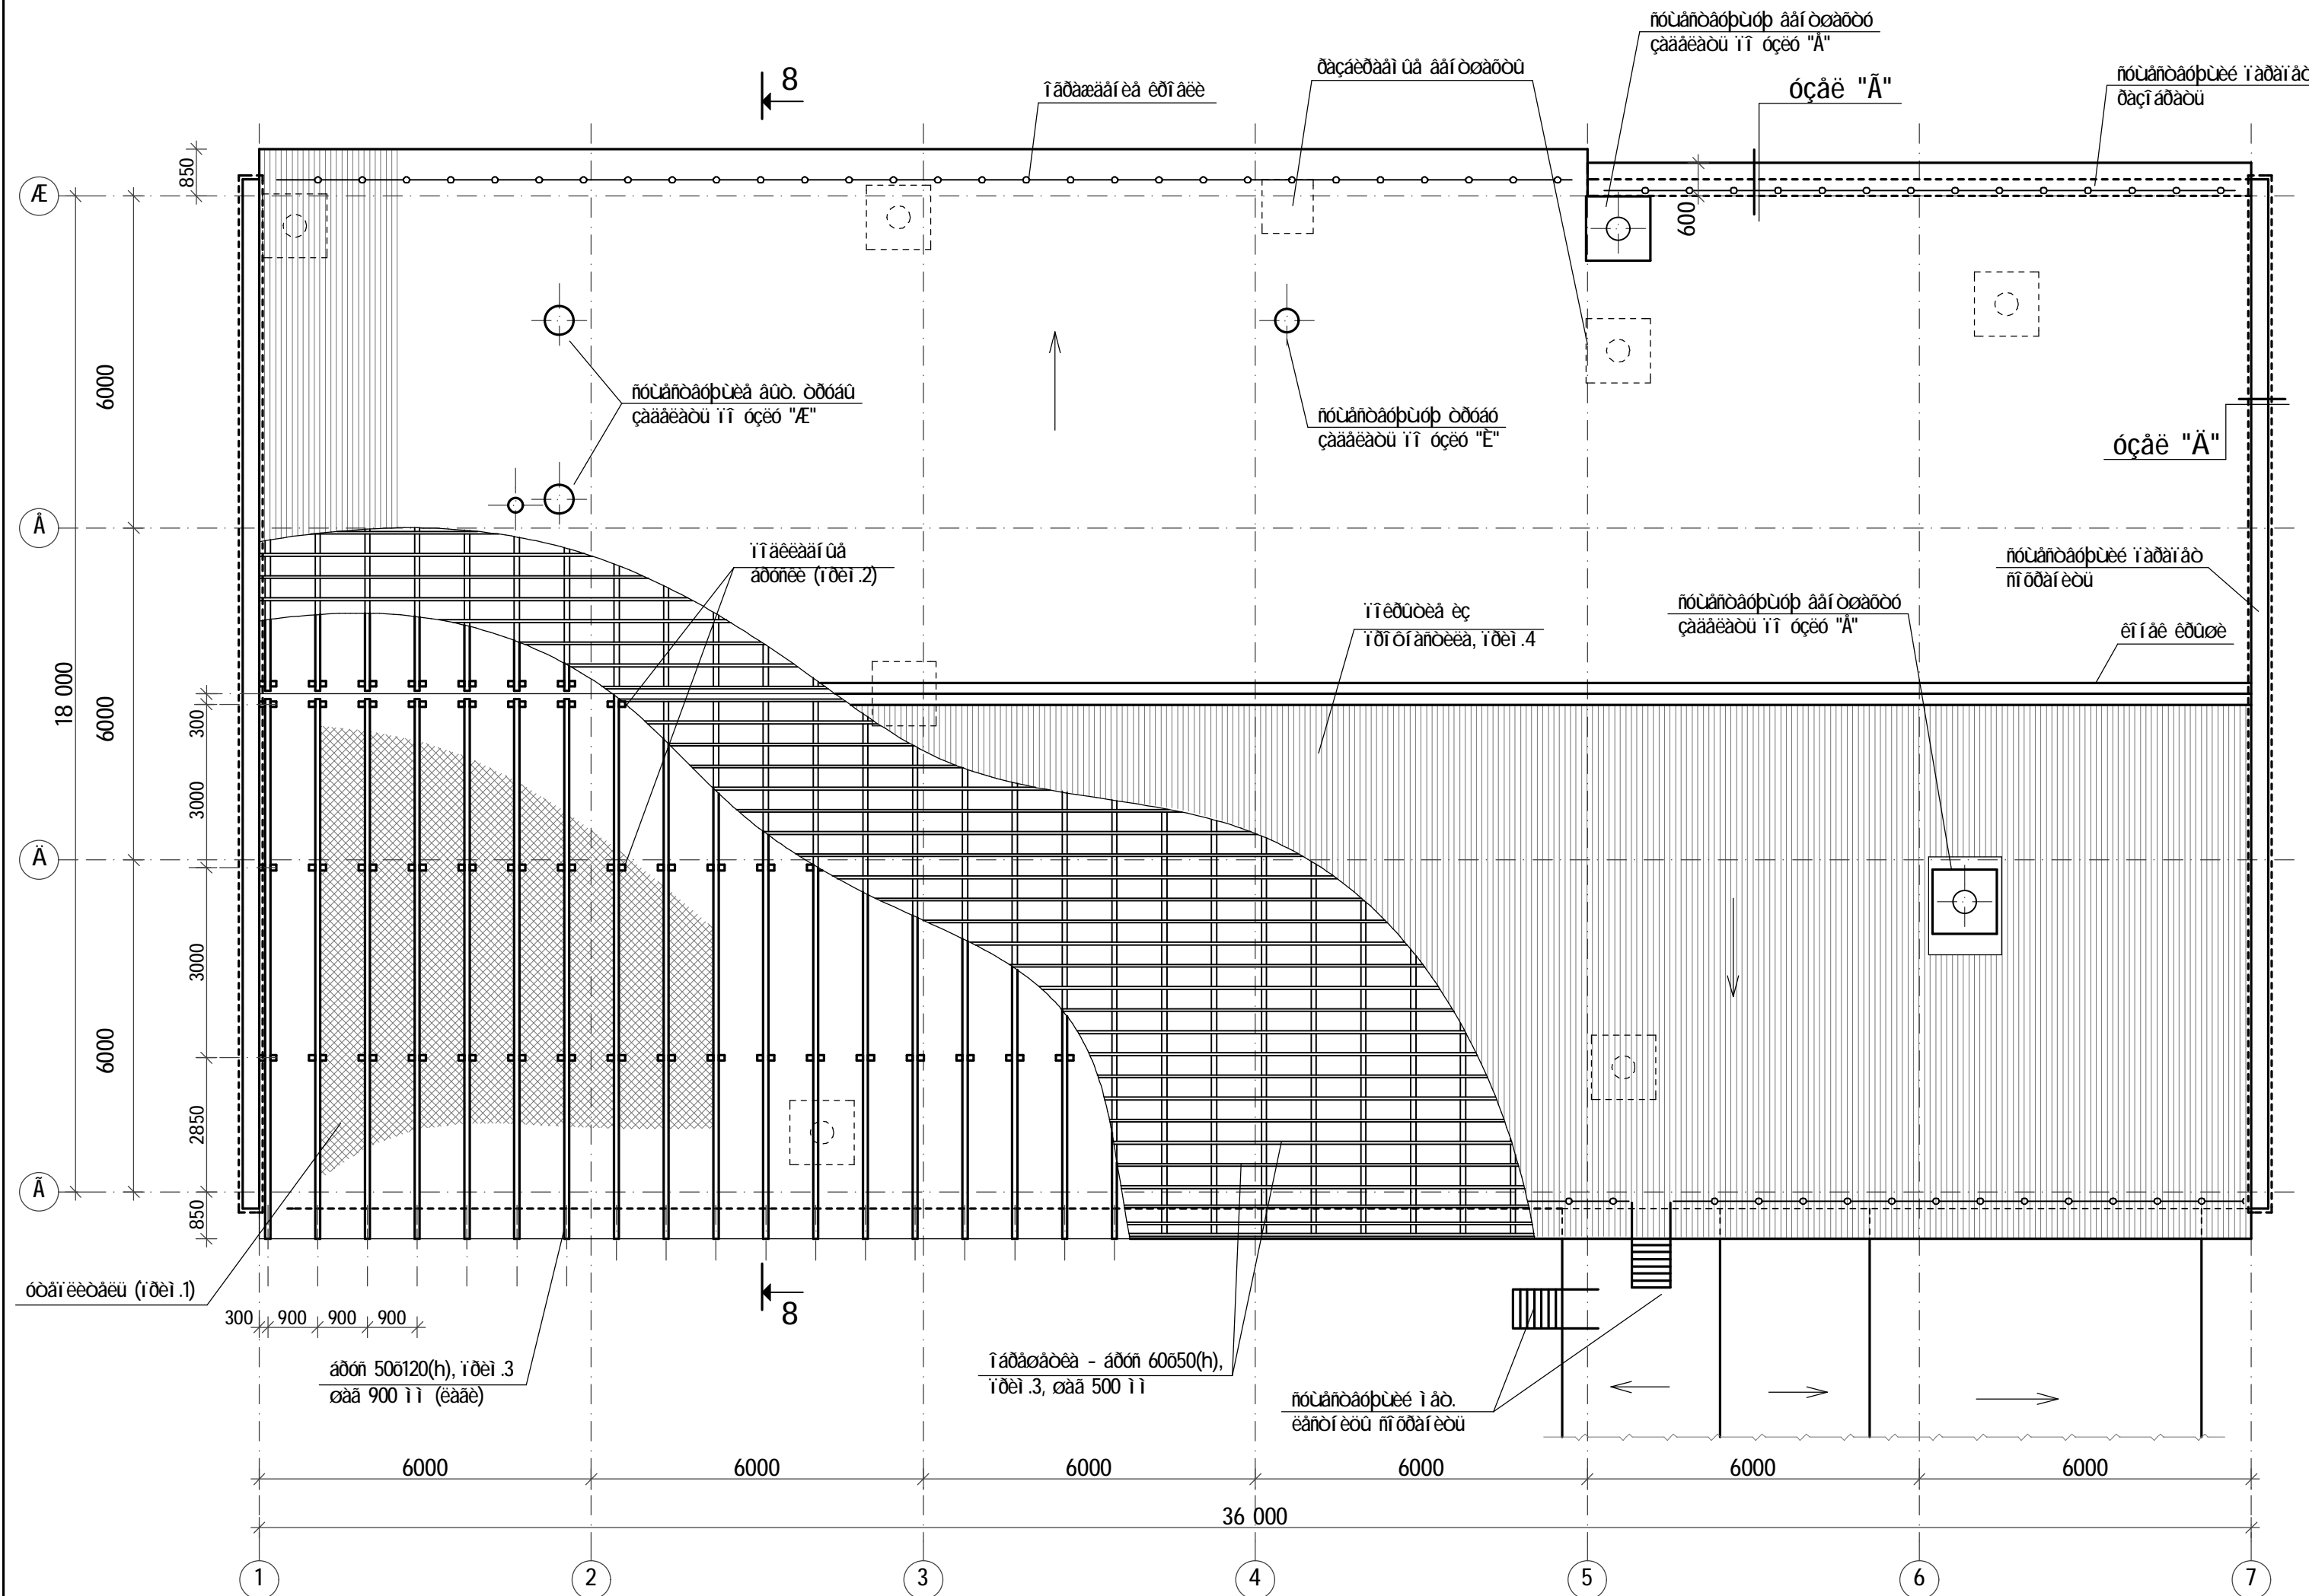 ñóùåñòâóþùóþ âåíòøàõòó
çàäåëàòü ïî óçëó "Å"
ðàçáèðàåìûå âåíòøàõòû
îãðàæäåíèå êðîâëè
óçåë "Ã"
ñóùåñòâóþùèé ïàðàïåò
ðàçîáðàòü
8
850
Æ
600
6000
ñóùåñòâóþùèå âûò. òðóáû
çàäåëàòü ïî óçëó "Æ"
ñóùåñòâóþùóþ òðóáó
çàäåëàòü ïî óçëó "È"
óçåë "Ä"
Å
ïîäêëàäíûå
áðóñêè (ïðèì.2)
ñóùåñòâóþùèé ïàðàïåò
ñîõðàíèòü
ïîêðûòèå èç
ïðîôíàñòèëà, ïðèì.4
ñóùåñòâóþùóþ âåíòøàõòó
çàäåëàòü ïî óçëó "Å"
êîíåê êðûøè
18 000
6000
300
3000
Ä
3000
6000
2850
Ã
850
óòåïëèòåëü (ïðèì.1)
300 900 900 900
8
áðóñ 50õ120(h), ïðèì.3
øàã 900 ìì (ëàãè)
îáðåøåòêà - áðóñ 60õ50(h),
ïðèì.3, øàã 500 ìì
ñóùåñòâóþùèé ìåò.
ëåñòíèöû ñîõðàíèòü
6000 6000 6000 6000 6000 6000
36 000
1 2 3 4 5 6 7